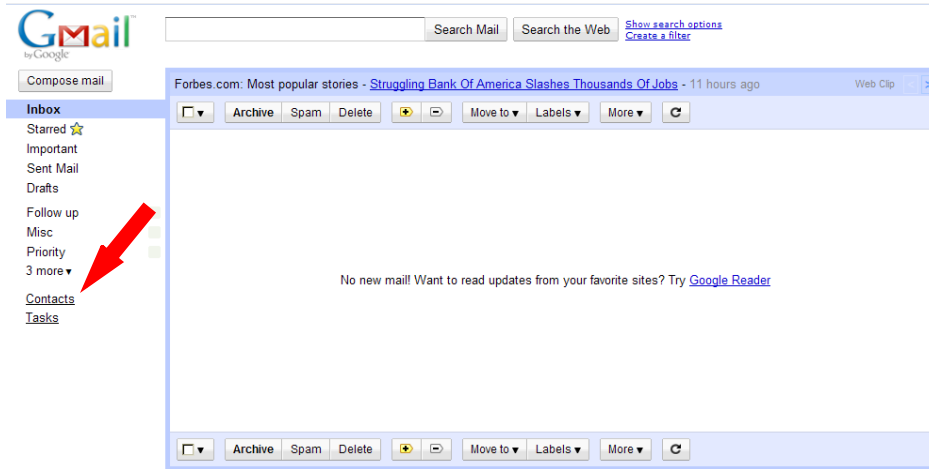 Gmail™
by Google
Search Mail
Search the Web
Show search options
Create a filter
Compose mail
Inbox
Starred
Important
Sent Mail
Drafts
Follow up
Misc
Priority
3 more
Contacts
Tasks
Forbes.com: Most popular stories - Struggling Bank Of America Slashes Thousands Of Jobs - 11 hours ago
Web Clip
Archive Spam Delete Move to Labels More
No new mail! Want to read updates from your favorite sites? Try Google Reader
Archive Spam Delete Move to Labels More